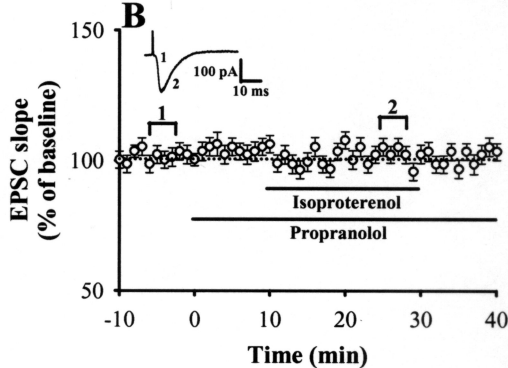 B
150
1
2
100 pA
10 ms
1
2
EPSC slope
(% of baseline)
100
Isoproterenol
Propranolol
50
-10
0
10
20
30
40
Time (min)